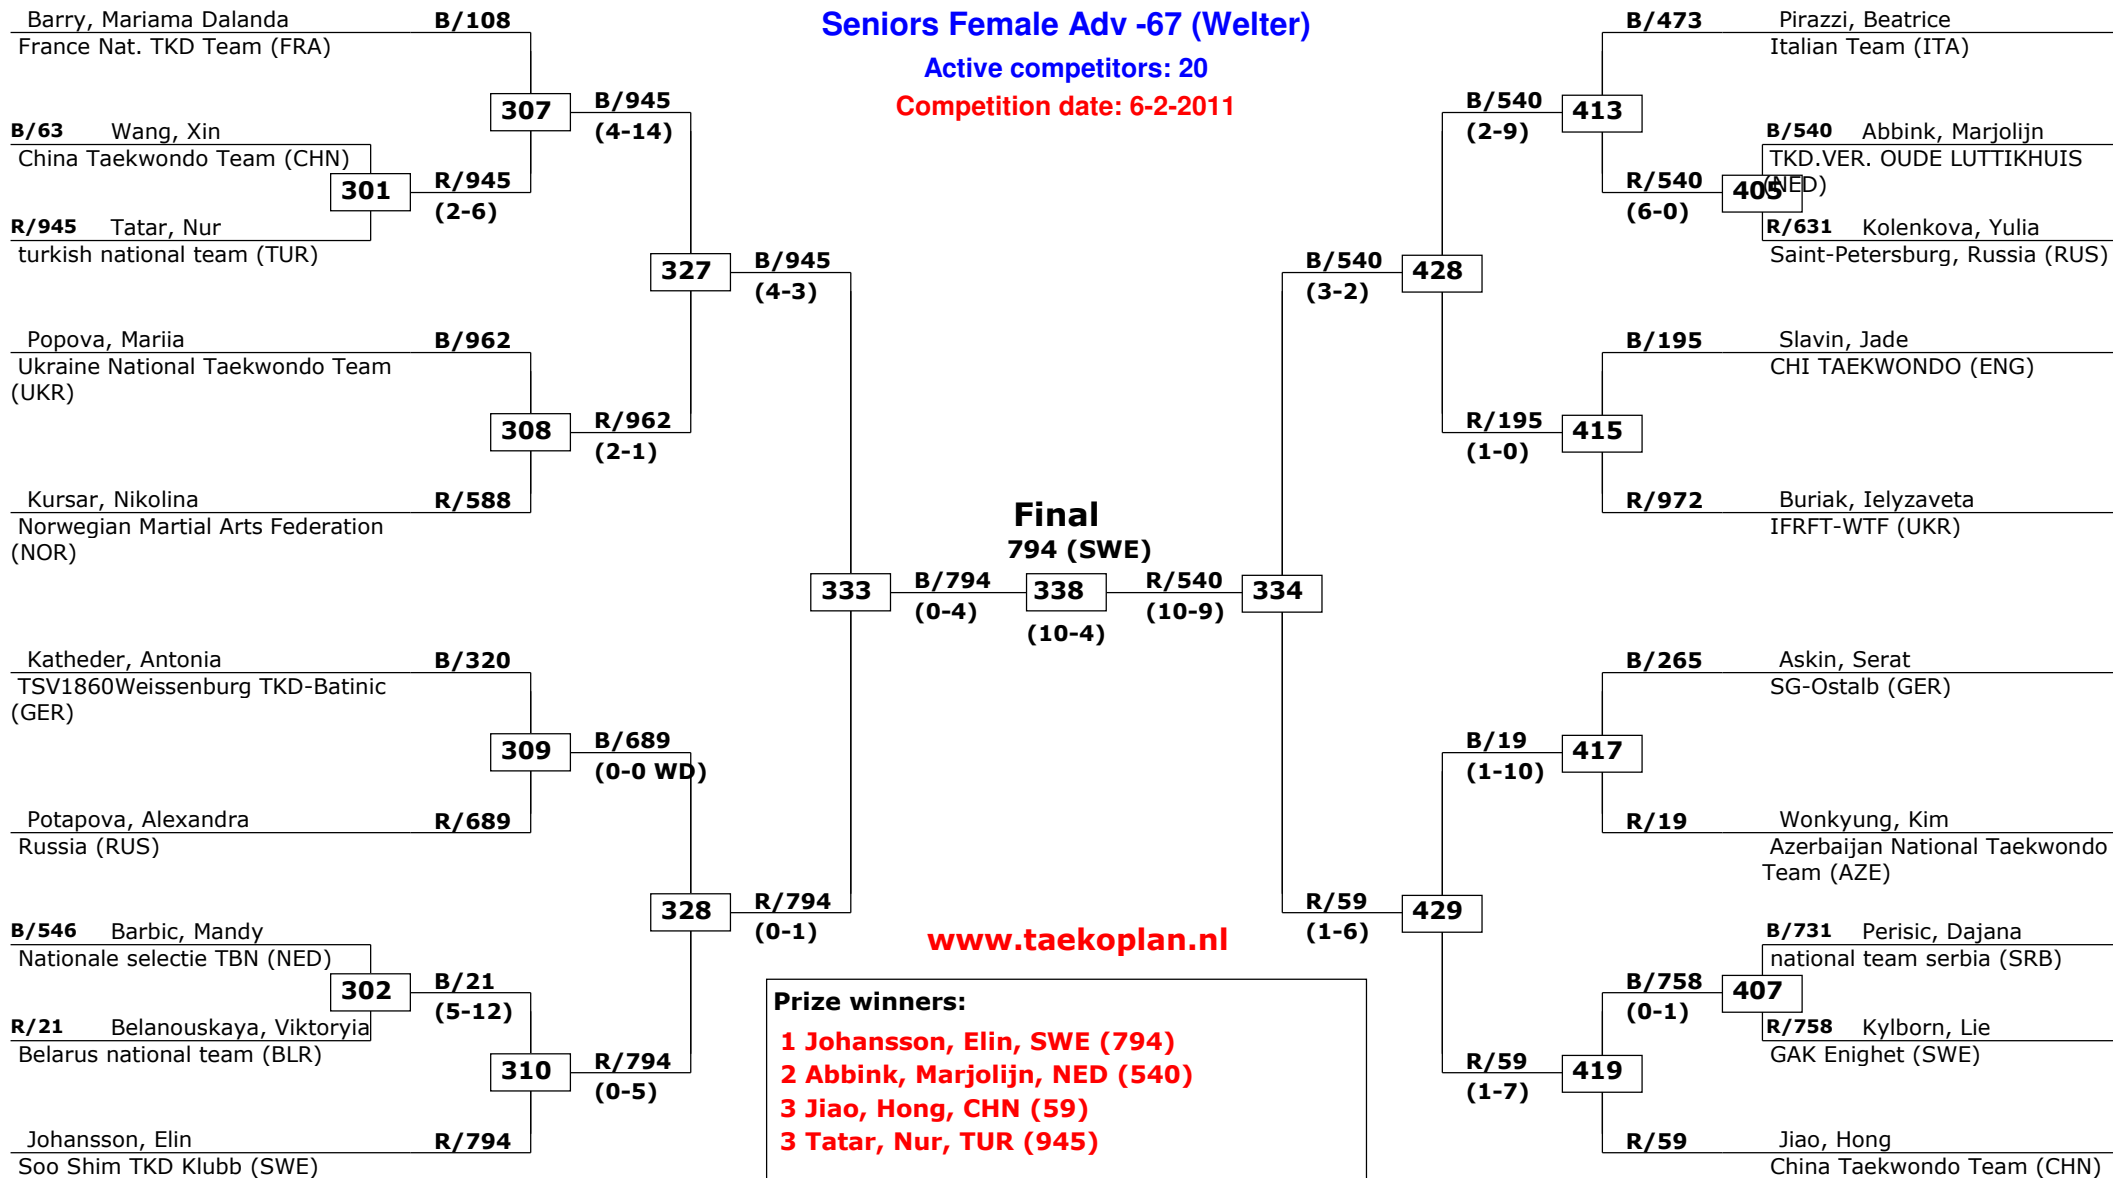 Seniors Female Adv -67 (Welter)
Active competitors: 20
Competition date: 6-2-2011
Barry, Mariama Dalanda B/108
France Nat. TKD Team (FRA)
307
B/945
(4-14)
B/63 Wang, Xin
China Taekwondo Team (CHN)
301
R/945
(2-6)
R/945 Tatar, Nur
turkish national team (TUR)
327
B/945
(4-3)
Popova, Mariia B/962
Ukraine National Taekwondo Team
(UKR)
308
R/962
(2-1)
Kursar, Nikolina R/588
Norwegian Martial Arts Federation
(NOR)
333
B/794
(0-4)
Katheder, Antonia B/320
TSV1860Weissenburg TKD-Batinic
(GER)
309
B/689
(0-0 WD)
Potapova, Alexandra R/689
Russia (RUS)
328
R/794
(0-1)
B/546 Barbic, Mandy
Nationale selectie TBN (NED)
302
B/21
(5-12)
R/21 Belanouskaya, Viktoryia
Belarus national team (BLR)
310
R/794
(0-5)
Johansson, Elin R/794
Soo Shim TKD Klubb (SWE)
Final
794 (SWE)
338
(10-4)
R/540
(10-9)
334
B/473 Pirazzi, Beatrice
Italian Team (ITA)
B/540
(2-9)
413
B/540 Abbink, Marjolijn
TKD.VER. OUDE LUTTIKHUIS
(NED)
R/540
(6-0)
405
R/631 Kolenkova, Yulia
Saint-Petersburg, Russia (RUS)
B/540
(3-2)
428
B/195 Slavin, Jade
CHI TAEKWONDO (ENG)
R/195
(1-0)
415
R/972 Buriak, Ielyzaveta
IFRFT-WTF (UKR)
B/265 Askin, Serat
SG-Ostalb (GER)
B/19
(1-10)
417
R/19 Wonkyung, Kim
Azerbaijan National Taekwondo
Team (AZE)
R/59
(1-6)
429
B/731 Perisic, Dajana
national team serbia (SRB)
B/758
(0-1)
407
R/758 Kylborn, Lie
GAK Enighet (SWE)
R/59
(1-7)
419
R/59 Jiao, Hong
China Taekwondo Team (CHN)
www.taekoplan.nl
Prize winners:
1 Johansson, Elin, SWE (794)
2 Abbink, Marjolijn, NED (540)
3 Jiao, Hong, CHN (59)
3 Tatar, Nur, TUR (945)